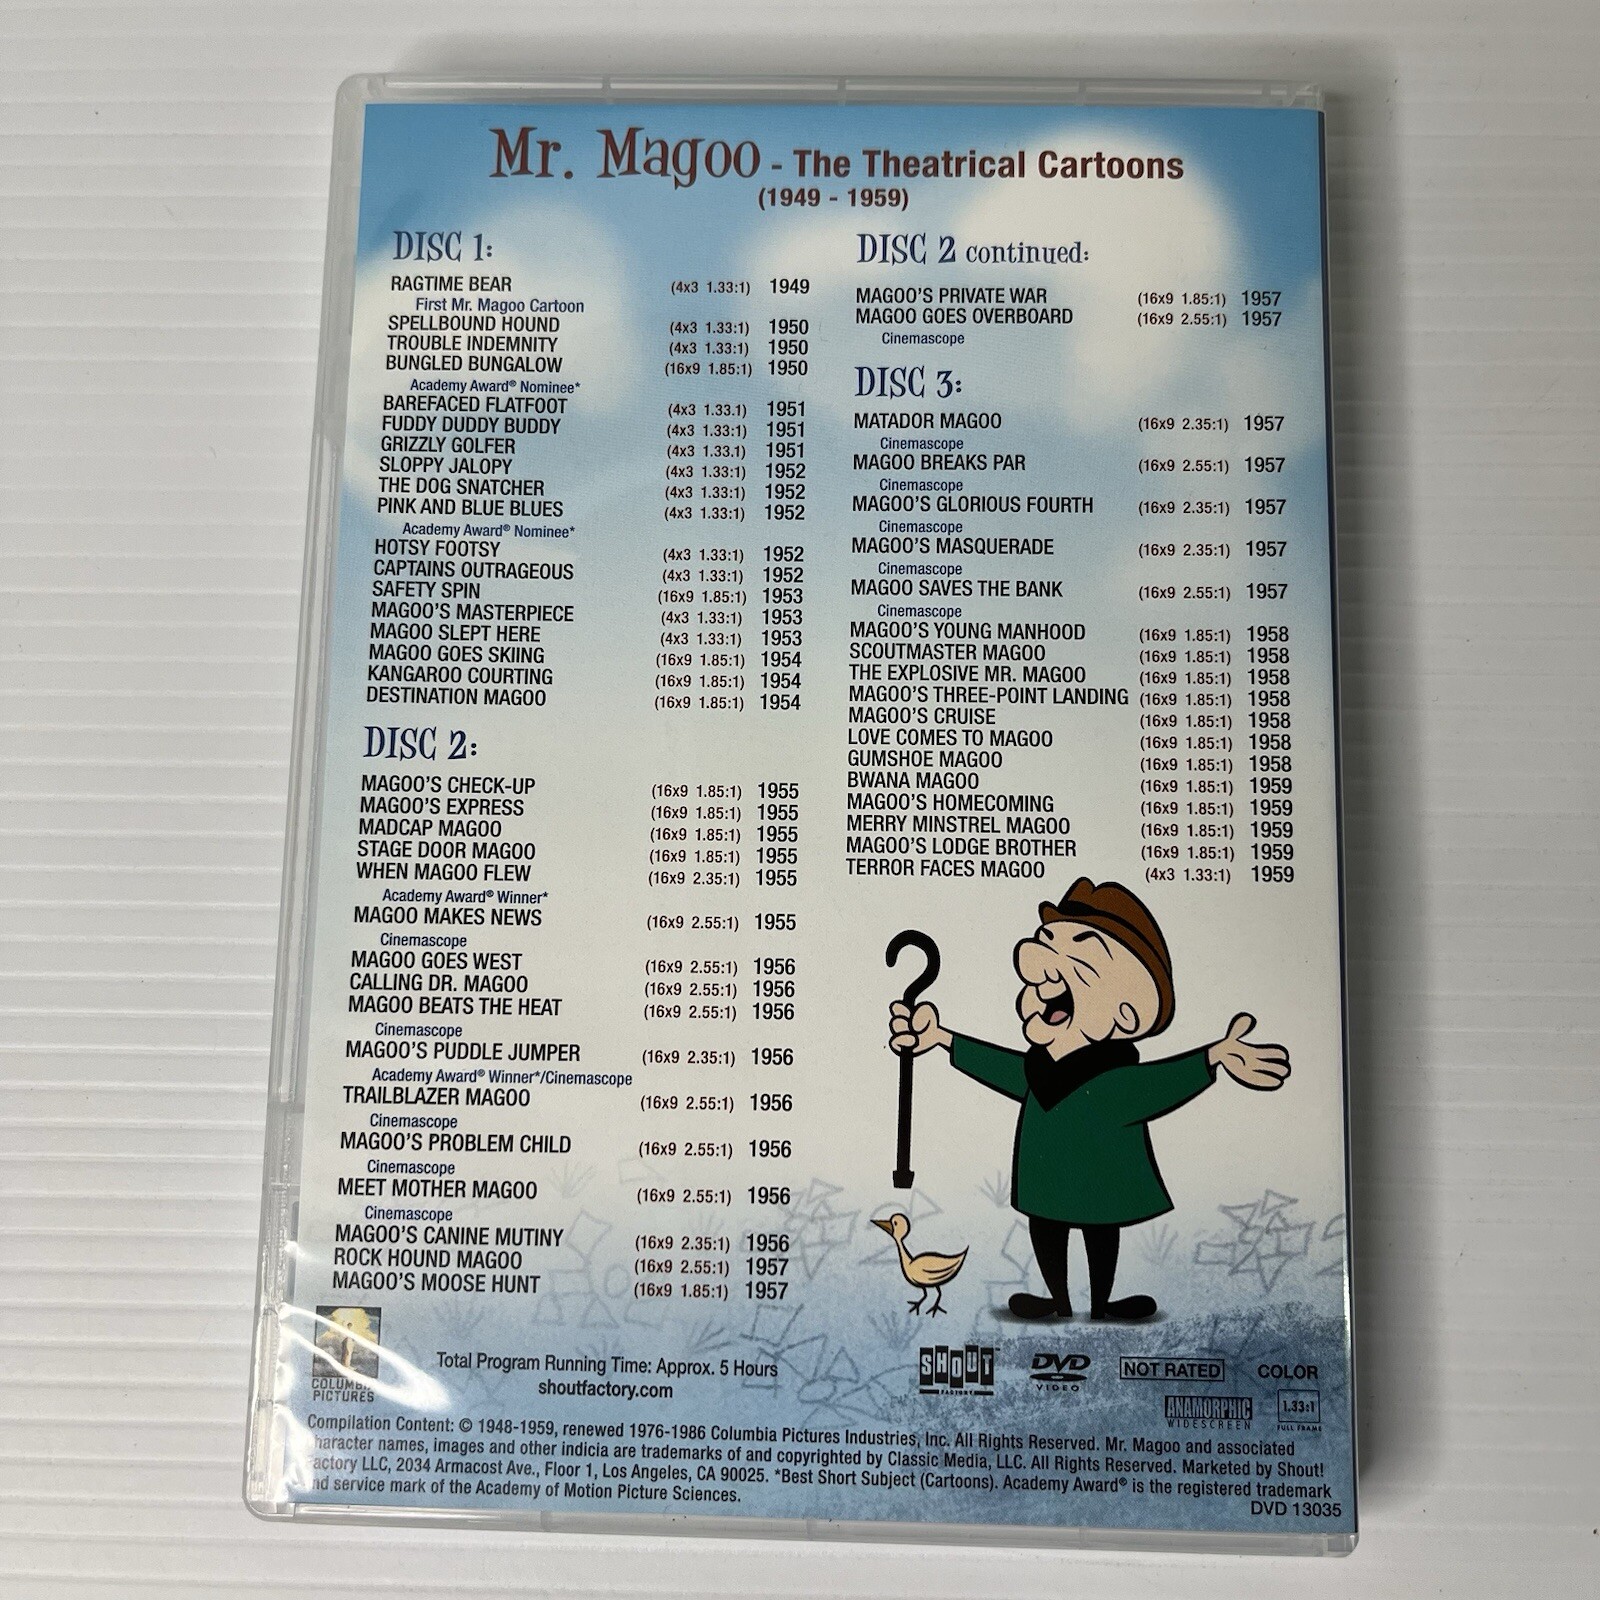 Mr. Magoo - The Theatrical Cartoons
(1949 - 1959)
DISC 1:
RAGTIME BEAR (4x3 1.33:1) 1949
First Mr. Magoo Cartoon
SPELLBOUND HOUND (4x3 1.33:1) 1950
TROUBLE INDEMNITY (4x3 1.33:1) 1950
BUNGLED BUNGALOW (16x9 1.85:1) 1950
Academy Award® Nominee*
BAREFACED FLATFOOT (4x3 1.33.1) 1951
FUDDY DUDDY BUDDY (4x3 1.33:1) 1951
GRIZZLY GOLFER (4x3 1.33.1) 1951
SLOPPY JALOPY (4x3 1.33:1) 1952
THE DOG SNATCHER (4x3 1.33:1) 1952
PINK AND BLUE BLUES (4x3 1.33:1) 1952
Academy Award® Nominee*
HOTSY FOOTSY (4x3 1.33:1) 1952
CAPTAINS OUTRAGEOUS (4x3 1.33:1) 1952
SAFETY SPIN (16x9 1.85:1) 1953
MAGOO'S MASTERPIECE (4x3 1.33:1) 1953
MAGOO SLEPT HERE (4x3 1.33:1) 1953
MAGOO GOES SKIING (16x9 1.85:1) 1954
KANGAROO COURTING (16x9 1.85:1) 1954
DESTINATION MAGOO (16x9 1.85:1) 1954
DISC 2:
MAGOO'S CHECK-UP (16x9 1.85:1) 1955
MAGOO'S EXPRESS (16x9 1.85:1) 1955
MADCAP MAGOO (16x9 1.85:1) 1955
STAGE DOOR MAGOO (16x9 1.85:1) 1955
WHEN MAGOO FLEW (16x9 2.35:1) 1955
Academy Award® Winner*
MAGOO MAKES NEWS (16x9 2.55:1) 1955
Cinemascope
MAGOO GOES WEST (16x9 2.55:1) 1956
CALLING DR. MAGOO (16x9 2.55:1) 1956
MAGOO BEATS THE HEAT (16x9 2.55:1) 1956
Cinemascope
MAGOO'S PUDDLE JUMPER (16x9 2.35:1) 1956
Academy Award® Winner*/Cinemascope
TRAILBLAZER MAGOO (16x9 2.55:1) 1956
Cinemascope
MAGOO'S PROBLEM CHILD (16x9 2.55:1) 1956
Cinemascope
MEET MOTHER MAGOO (16x9 2.55:1) 1956
Cinemascope
MAGOO'S CANINE MUTINY (16x9 2.35:1) 1956
ROCK HOUND MAGOO (16x9 2.55:1) 1957
MAGOO'S MOOSE HUNT (16x9 1.85:1) 1957
DISC 2 continued:
MAGOO'S PRIVATE WAR (16x9 1.85:1) 1957
MAGOO GOES OVERBOARD (16x9 2.55:1) 1957
Cinemascope
DISC 3:
MATADOR MAGOO (16x9 2.35:1) 1957
Cinemascope
MAGOO BREAKS PAR (16x9 2.55:1) 1957
Cinemascope
MAGOO'S GLORIOUS FOURTH (16x9 2.35:1) 1957
Cinemascope
MAGOO'S MASQUERADE (16x9 2.35:1) 1957
Cinemascope
MAGOO SAVES THE BANK (16x9 2.55:1) 1957
Cinemascope
MAGOO'S YOUNG MANHOOD (16x9 1.85:1) 1958
SCOUTMASTER MAGOO (16x9 1.85:1) 1958
THE EXPLOSIVE MR. MAGOO (16x9 1.85:1) 1958
MAGOO'S THREE-POINT LANDING (16x9 1.85:1) 1958
MAGOO'S CRUISE (16x9 1.85:1) 1958
LOVE COMES TO MAGOO (16x9 1.85:1) 1958
GUMSHOE MAGOO (16x9 1.85:1) 1958
BWANA MAGOO (16x9 1.85:1) 1959
MAGOO'S HOMECOMING (16x9 1.85:1) 1959
MERRY MINSTREL MAGOO (16x9 1.85:1) 1959
MAGOO'S LODGE BROTHER (16x9 1.85:1) 1959
TERROR FACES MAGOO (4x3 1.33:1) 1959
COLUMBIA
PICTURES
Total Program Running Time: Approx. 5 Hours
shoutfactory.com
SHOUT
FACTORY
DVD
VIDEO
NOT RATED
COLOR
ANAMORPHIC
WIDESCREEN
1.33:1
FULL FRAME
Compilation Content: © 1948-1959, renewed 1976-1986 Columbia Pictures Industries, Inc. All Rights Reserved. Mr. Magoo and associated
character names, images and other indicia are trademarks of and copyrighted by Classic Media, LLC. All Rights Reserved. Marketed by Shout!
Factory LLC, 2034 Armacost Ave., Floor 1, Los Angeles, CA 90025. *Best Short Subject (Cartoons). Academy Award® is the registered trademark
and service mark of the Academy of Motion Picture Sciences.
DVD 13035